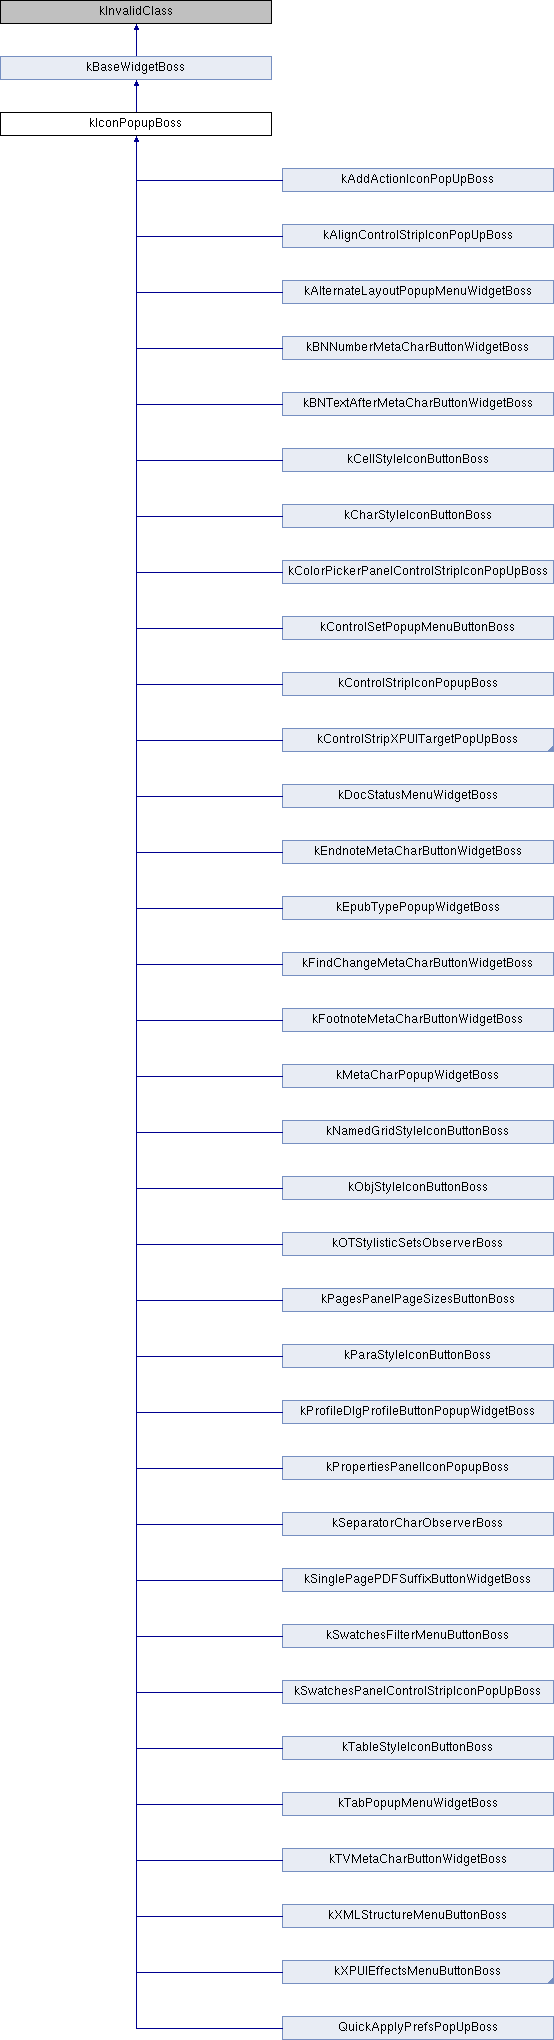 kInvalidClass
kBaseWidgetBoss
kIconPopupBoss
kAddActionIconPopUpBoss
kAlignControlStripIconPopUpBoss
kAlternateLayoutPopupMenuWidgetBoss
kBNNumberMetaCharButtonWidgetBoss
kBNTextAfterMetaCharButtonWidgetBoss
kCellStyleIconButtonBoss
kCharStyleIconButtonBoss
kColorPickerPanelControlStripIconPopUpBoss
kControlSetPopupMenuButtonBoss
kControlStripIconPopupBoss
kControlStripXPUITargetPopUpBoss
kDocStatusMenuWidgetBoss
kEndnoteMetaCharButtonWidgetBoss
kEpubTypePopupWidgetBoss
kFindChangeMetaCharButtonWidgetBoss
kFootnoteMetaCharButtonWidgetBoss
kMetaCharPopupWidgetBoss
kNamedGridStyleIconButtonBoss
kObjStyleIconButtonBoss
kOTStylisticSetsObserverBoss
kPagesPanelPageSizesButtonBoss
kParaStyleIconButtonBoss
kProfileDlgProfileButtonPopupWidgetBoss
kPropertiesPanelIconPopupBoss
kSeparatorCharObserverBoss
kSinglePagePDFSuffixButtonWidgetBoss
kSwatchesFilterMenuButtonBoss
kSwatchesPanelControlStripIconPopUpBoss
kTableStyleIconButtonBoss
kTabPopupMenuWidgetBoss
kTVMetaCharButtonWidgetBoss
kXMLStructureMenuButtonBoss
kXPUIEffectsMenuButtonBoss
QuickApplyPrefsPopUpBoss